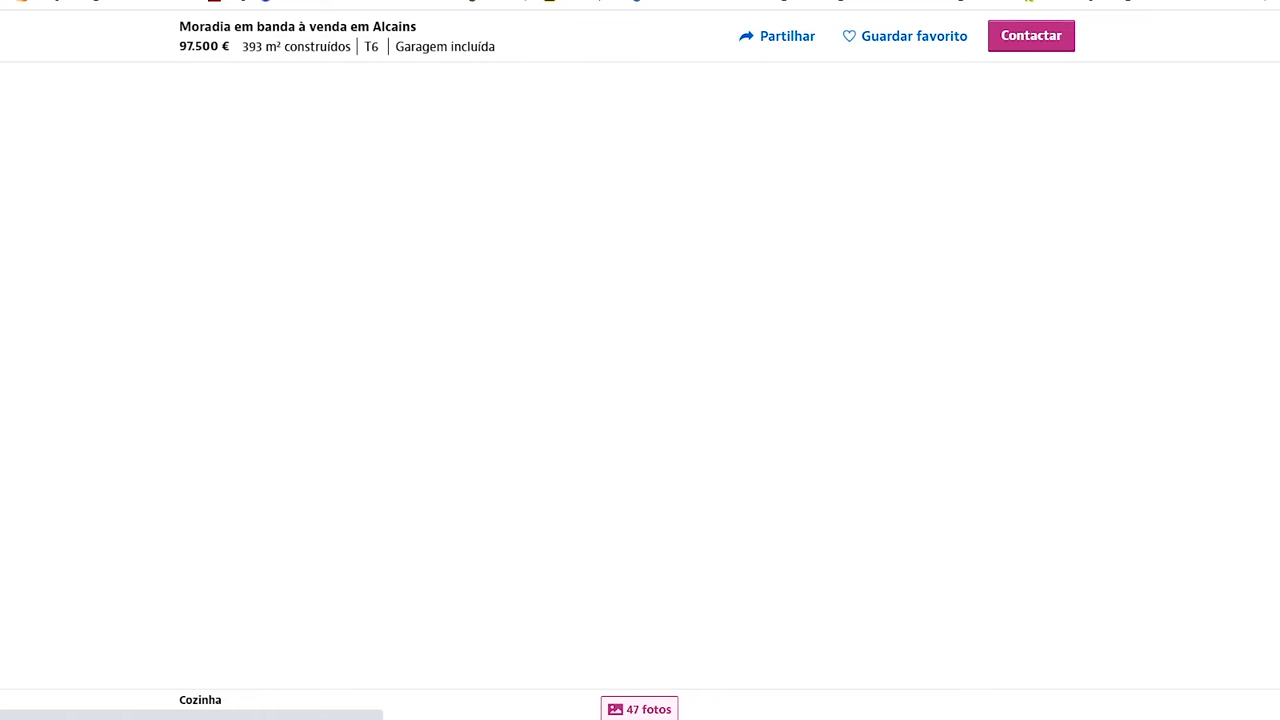 Moradia em banda à venda em Alcains
97.500 € 393 m² construídos T6 Garagem incluída
Partilhar Guardar favorito Contactar
Cozinha
47 fotos